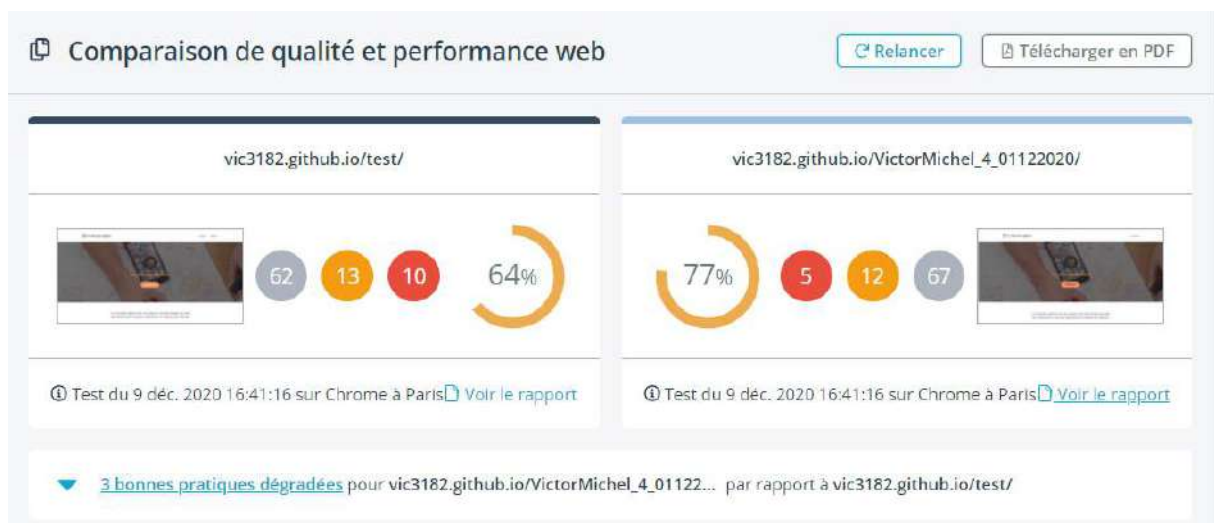 Comparaison de qualité et performance web
Relancer
Télécharger en PDF
vic3182.github.io/test/
vic3182.github.io/VictorMichel_4_01122020/
62 13 10 64%
77% 5 12 67
Test du 9 déc. 2020 16:41:16 sur Chrome à Paris Voir le rapport
Test du 9 déc. 2020 16:41:16 sur Chrome à Paris Voir le rapport
3 bonnes pratiques dégradées pour vic3182.github.io/VictorMichel_4_01122... par rapport à vic3182.github.io/test/